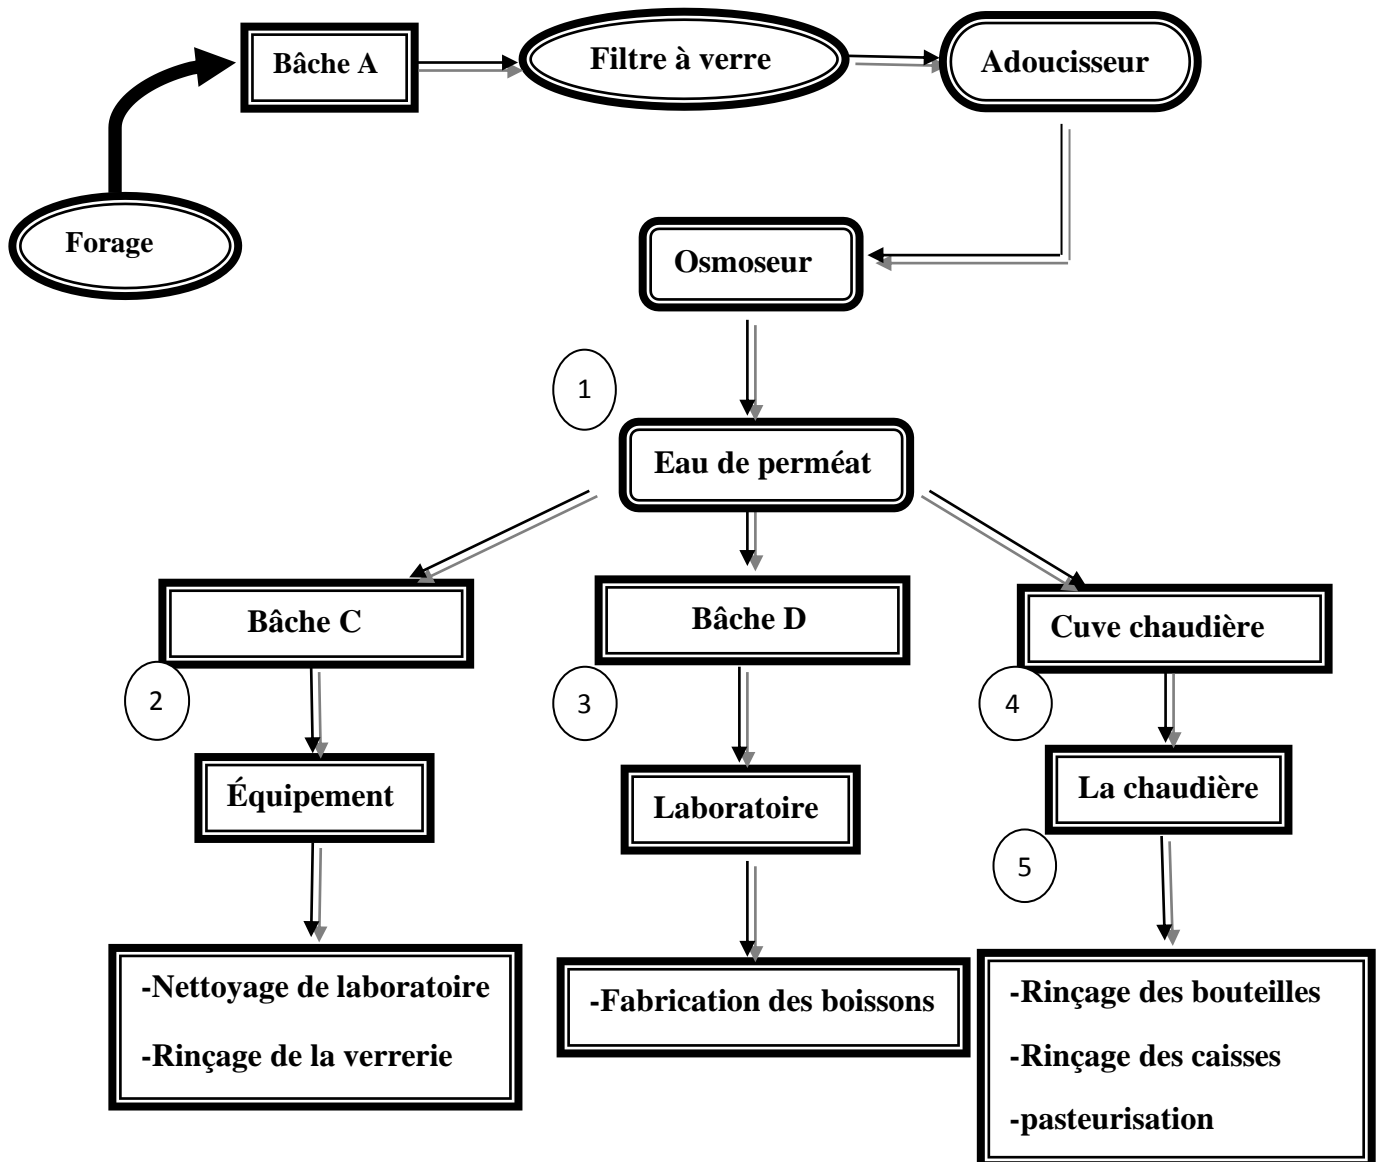 Bâche A
Filtre à verre
Adoucisseur
Forage
Osmoseur
1
Eau de perméat
Bâche C
Bâche D
Cuve chaudière
2
3
4
Équipement
Laboratoire
La chaudière
5
-Nettoyage de laboratoire
-Rinçage de la verrerie
-Fabrication des boissons
-Rinçage des bouteilles
-Rinçage des caisses
-pasteurisation